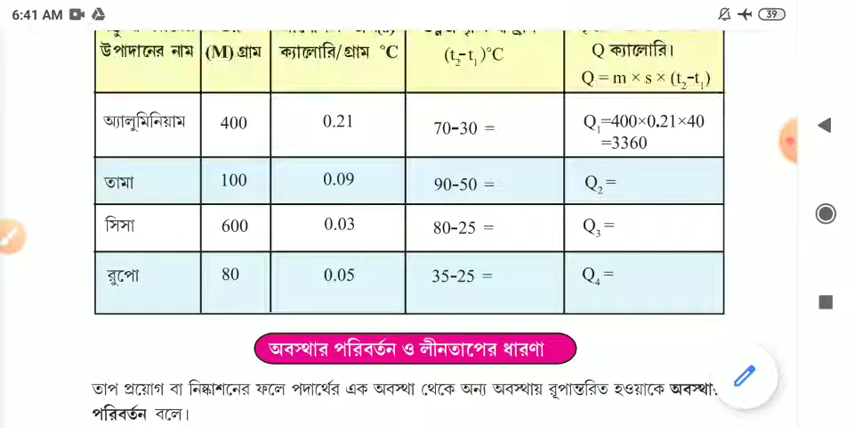 6:41 AM
39
উপাদানের নাম (M) গ্রাম ক্যালোরি/গ্রাম °C (t₂–t₁)°C Q ক্যালোরি।
Q = m × s × (t₂–t₁)
অ্যালুমিনিয়াম 400 0.21 70–30 = Q₁=400×0.21×40
=3360
তামা 100 0.09 90–50 = Q₂=
সিসা 600 0.03 80–25 = Q₃=
রুপো 80 0.05 35–25 = Q₄=
অবস্থার পরিবর্তন ও লীনতাপের ধারণা
তাপ প্রয়োগ বা নিষ্কাশনের ফলে পদার্থের এক অবস্থা থেকে অন্য অবস্থায় রূপান্তরিত হওয়াকে
পরিবর্তন বলে।